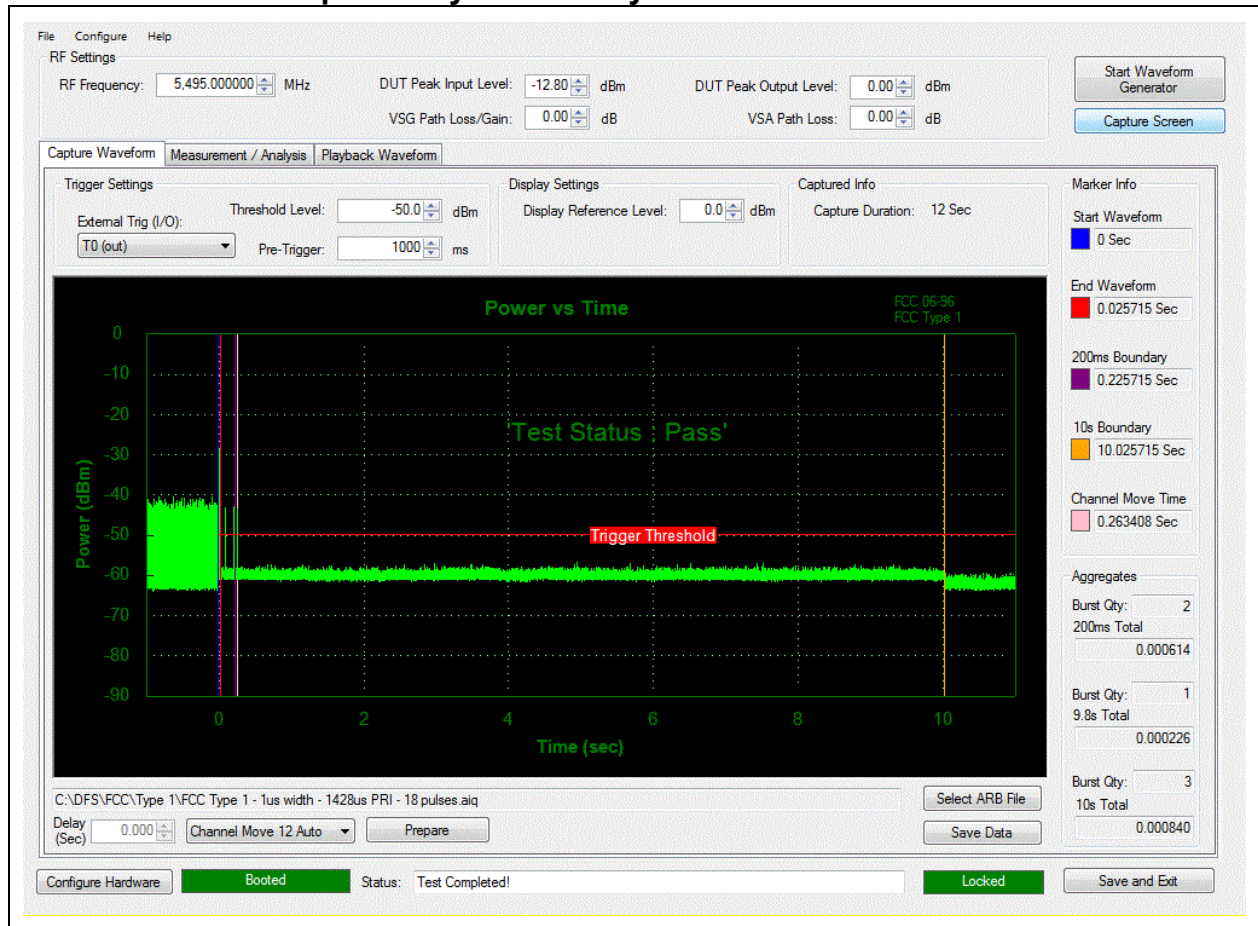 File Configure Help
RF Settings
RF Frequency: 5,495.000000 MHz DUT Peak Input Level: -12.80 dBm DUT Peak Output Level: 0.00 dBm
VSG Path Loss/Gain: 0.00 dB VSA Path Loss: 0.00 dB
Start Waveform Generator
Capture Screen
Capture Waveform Measurement / Analysis Playback Waveform
Trigger Settings
External Trig (I/O):
T0 (out)
Threshold Level: -50.0 dBm
Pre-Trigger: 1000 ms
Display Settings
Display Reference Level: 0.0 dBm
Captured Info
Capture Duration: 12 Sec
Marker Info
Start Waveform
0 Sec
End Waveform
0.025715 Sec
200ms Boundary
0.225715 Sec
10s Boundary
10.025715 Sec
Channel Move Time
0.263408 Sec
Power vs Time
FCC 06-96
FCC Type 1
'Test Status : Pass'
Trigger Threshold
Power (dBm)
0
-10
-20
-30
-40
-50
-60
-70
-80
-90
0 2 4 6 8 10
Time (sec)
Aggregates
Burst Qty: 2
200ms Total
0.000614
Burst Qty: 1
9.8s Total
0.000226
Burst Qty: 3
10s Total
0.000840
C:\DFS\FCC\Type 1\FCC Type 1 - 1us width - 1428us PRI - 18 pulses.aiq
Select ARB File
Delay (Sec) 0.000 Channel Move 12 Auto Prepare
Save Data
Configure Hardware Booted Status: Test Completed! Locked Save and Exit